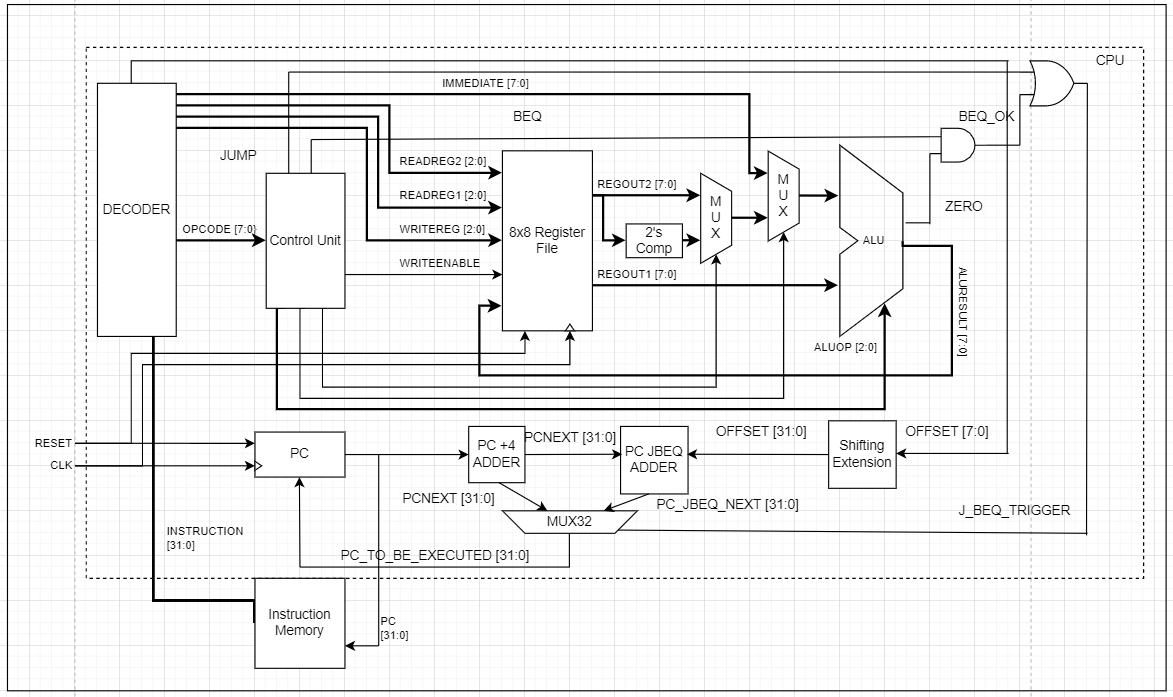 CPU
IMMEDIATE [7:0]
BEQ
BEQ_OK
JUMP
READREG2 [2:0]
DECODER
READREG1 [2:0]
OPCODE [7:0}
WRITEREG [2:0]
Control Unit
WRITEENABLE
8x8 Register
File
REGOUT2 [7:0]
2's
Comp
REGOUT1 [7:0]
M
U
X
M
U
X
ALU
ZERO
ALURESULT [7:0]
ALUOP [2:0]
RESET
CLK
PC
PC +4
ADDER
PCNEXT [31:0]
PC JBEQ
ADDER
OFFSET [31:0]
Shifting
Extension
OFFSET [7:0]
PCNEXT [31:0]
PC_JBEQ_NEXT [31:0]
J_BEQ_TRIGGER
MUX32
INSTRUCTION
[31:0]
PC_TO_BE_EXECUTED [31:0]
Instruction
Memory
PC
[31:0]